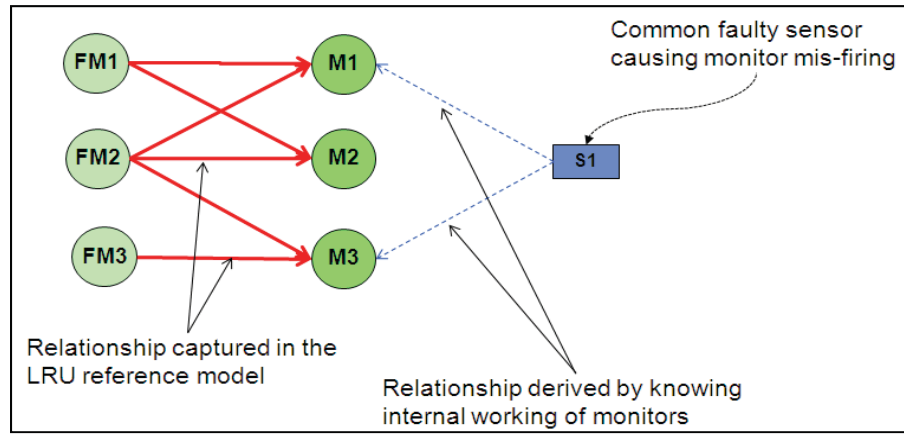 Common faulty sensor
causing monitor mis-firing
FM1
M1
FM2
M2
S1
FM3
M3
Relationship captured in the
LRU reference model
Relationship derived by knowing
internal working of monitors